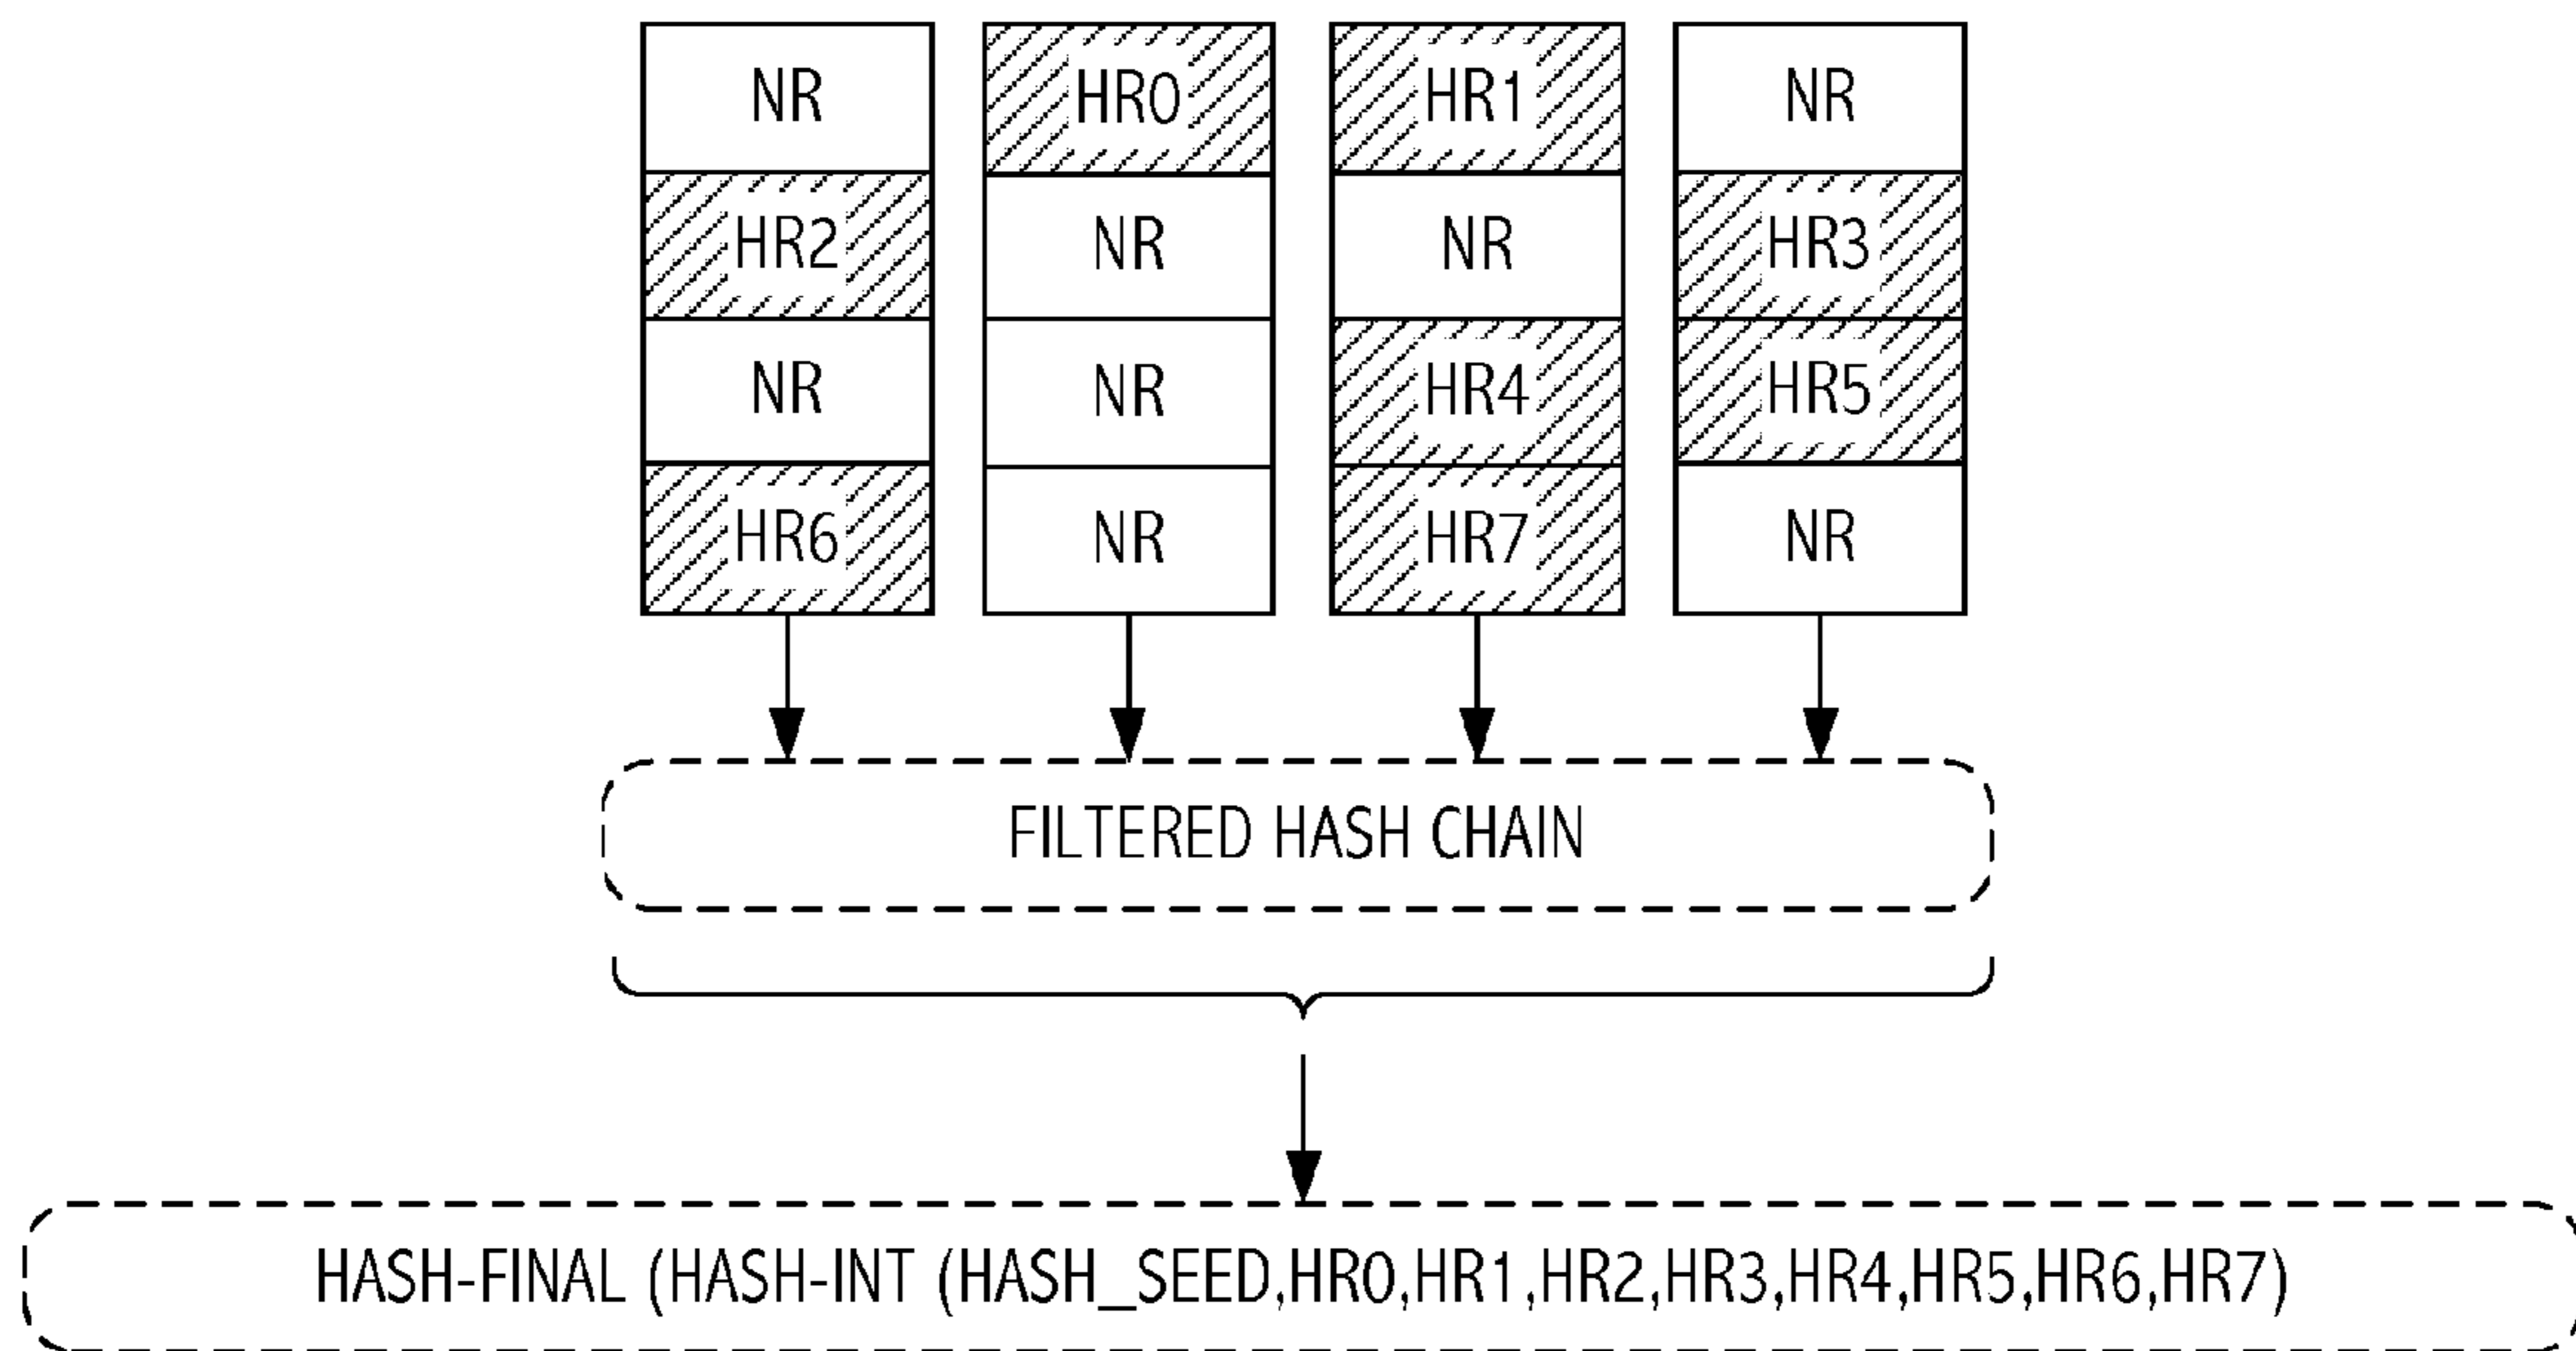 NR HR0 HR1 NR
HR2 NR NR HR3
NR NR HR4 HR5
HR6 NR HR7 NR
FILTERED HASH CHAIN
HASH-FINAL (HASH-INT (HASH_SEED,HR0,HR1,HR2,HR3,HR4,HR5,HR6,HR7)